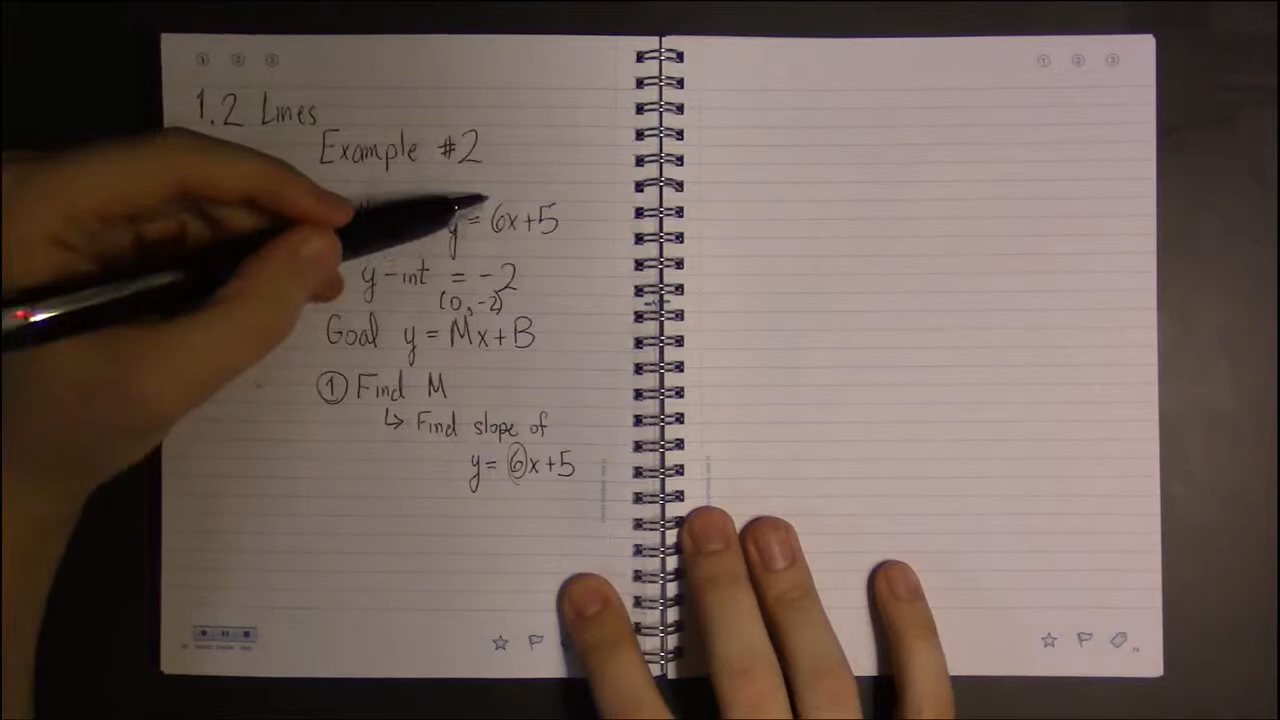 1.2 Lines
Example #2
y = 6x+5
y-int = -2
(0, -2)
Goal y = Mx+B
① Find M
↳ Find slope of
y = 6x+5